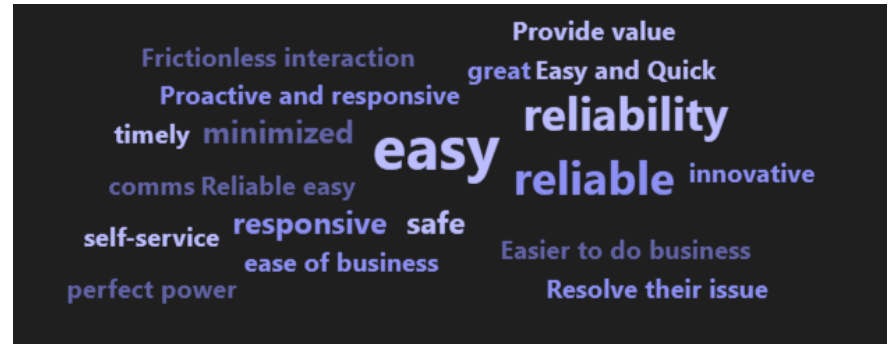 Provide value
Frictionless interaction
great Easy and Quick
Proactive and responsive
reliability
timely minimized
easy
reliable innovative
comms Reliable easy
self-service responsive safe
Easier to do business
ease of business
perfect power
Resolve their issue